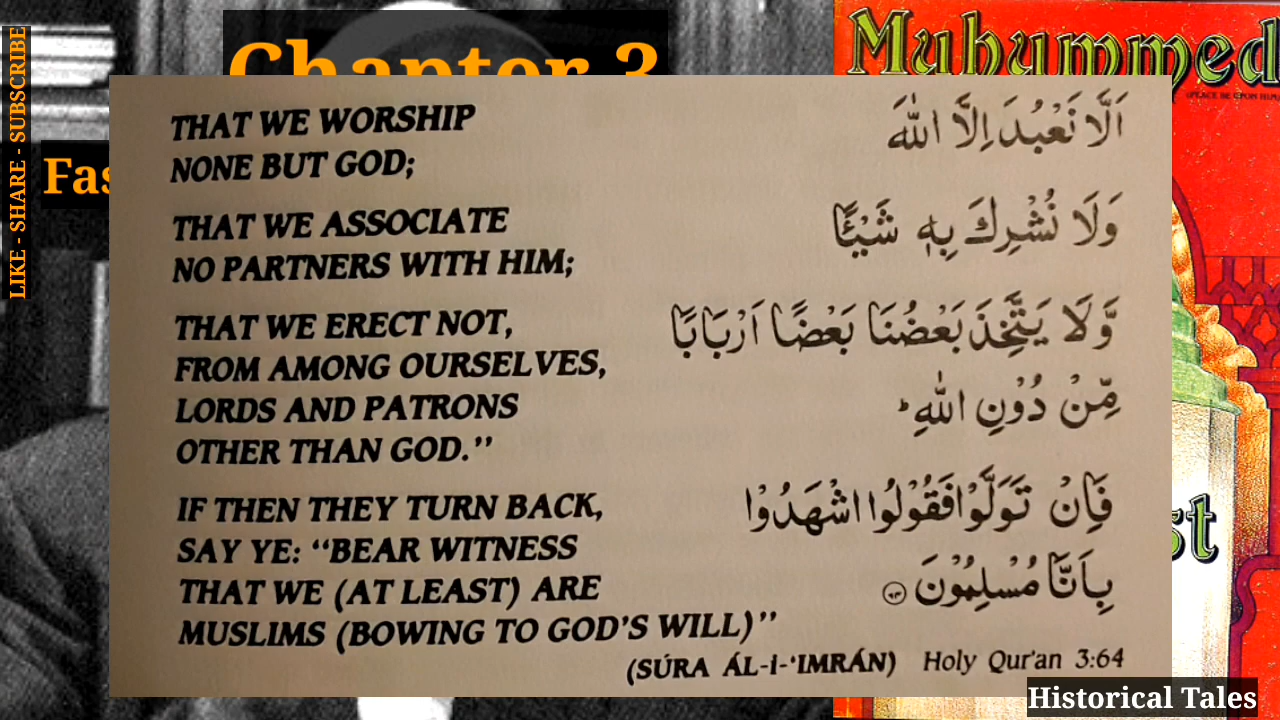 LIKE - SHARE - SUBSCRIBE
Chapter 3
Muhummed
Fas
THAT WE WORSHIP
NONE BUT GOD;
اَلَّا نَعْبُدَ اِلَّا اللّٰهَ
THAT WE ASSOCIATE
NO PARTNERS WITH HIM;
وَلَا نُشْرِكَ بِهٖ شَيْـًٔا
THAT WE ERECT NOT,
FROM AMONG OURSELVES,
LORDS AND PATRONS
OTHER THAN GOD.”
وَّلَا يَتَّخِذَ بَعْضُنَا بَعْضًا اَرْبَابًا
مِّنْ دُوْنِ اللّٰهِ ؕ
IF THEN THEY TURN BACK,
SAY YE: “BEAR WITNESS
THAT WE (AT LEAST) ARE
MUSLIMS (BOWING TO GOD’S WILL)”
فَاِنْ تَوَلَّوْا فَقُوْلُوا اشْهَدُوْا
بِاَنَّا مُسْلِمُوْنَ
(SÚRA ÁL-i-‘IMRÁN) Holy Qur'an 3:64
st
Historical Tales